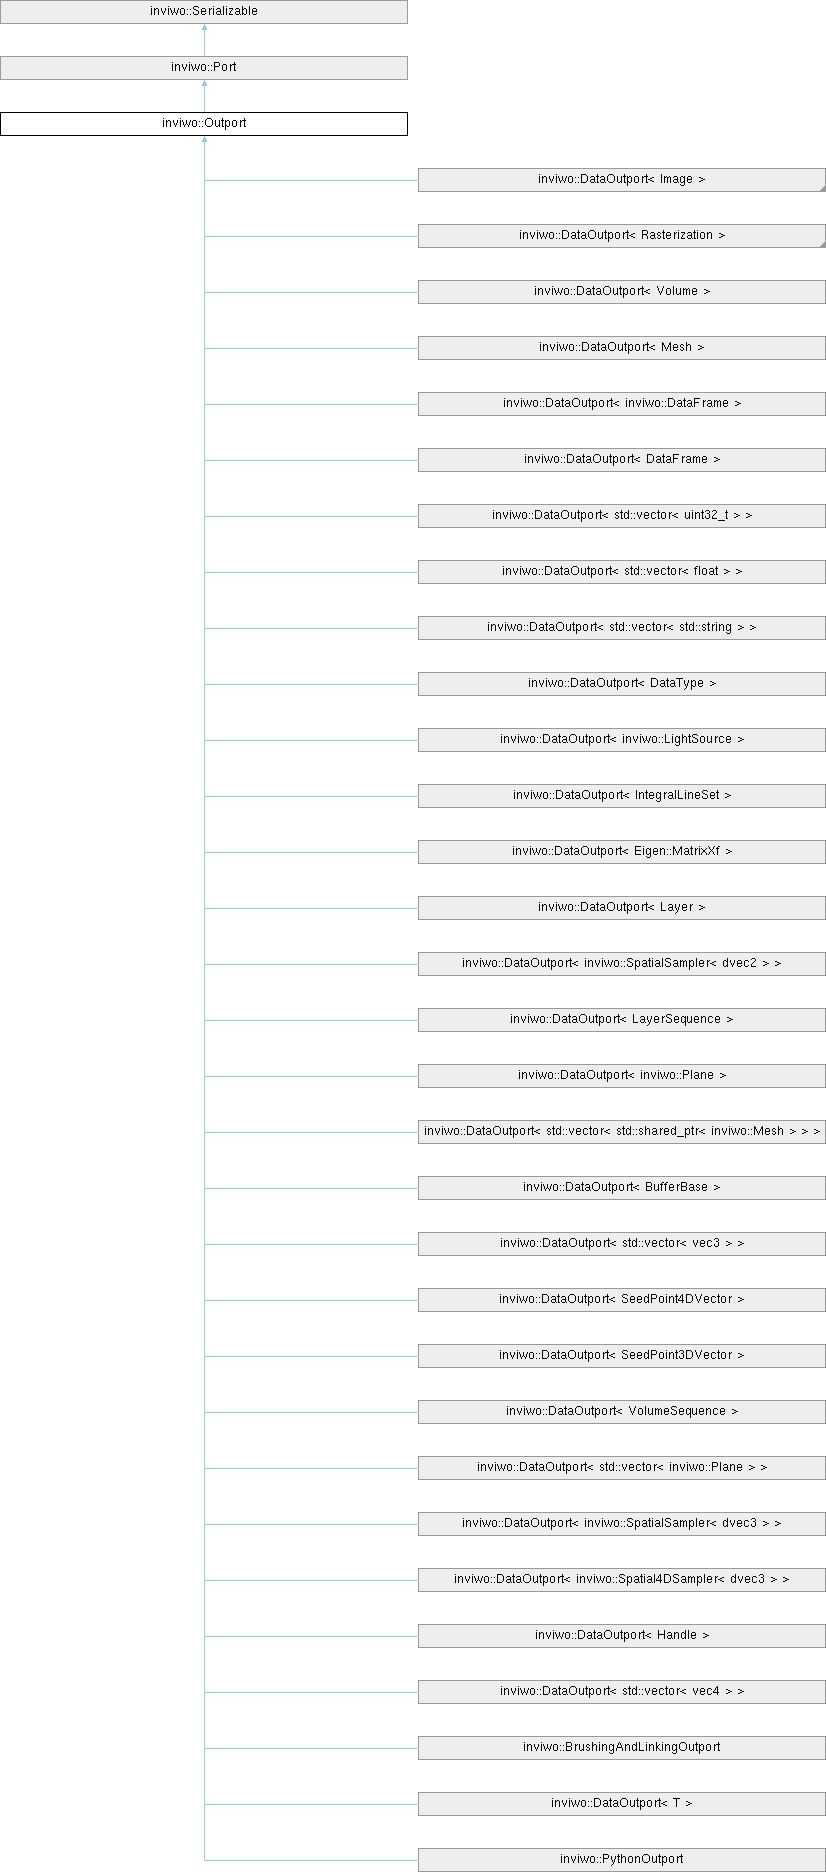 inviwo::Serializable
inviwo::Port
inviwo::Outport
inviwo::DataOutport< Image >
inviwo::DataOutport< Rasterization >
inviwo::DataOutport< Volume >
inviwo::DataOutport< Mesh >
inviwo::DataOutport< inviwo::DataFrame >
inviwo::DataOutport< DataFrame >
inviwo::DataOutport< std::vector< uint32_t > >
inviwo::DataOutport< std::vector< float > >
inviwo::DataOutport< std::vector< std::string > >
inviwo::DataOutport< DataType >
inviwo::DataOutport< inviwo::LightSource >
inviwo::DataOutport< IntegralLineSet >
inviwo::DataOutport< Eigen::MatrixXf >
inviwo::DataOutport< Layer >
inviwo::DataOutport< inviwo::SpatialSampler< dvec2 > >
inviwo::DataOutport< LayerSequence >
inviwo::DataOutport< inviwo::Plane >
inviwo::DataOutport< std::vector< std::shared_ptr< inviwo::Mesh > > >
inviwo::DataOutport< BufferBase >
inviwo::DataOutport< std::vector< vec3 > >
inviwo::DataOutport< SeedPoint4DVector >
inviwo::DataOutport< SeedPoint3DVector >
inviwo::DataOutport< VolumeSequence >
inviwo::DataOutport< std::vector< inviwo::Plane > >
inviwo::DataOutport< inviwo::SpatialSampler< dvec3 > >
inviwo::DataOutport< inviwo::Spatial4DSampler< dvec3 > >
inviwo::DataOutport< Handle >
inviwo::DataOutport< std::vector< vec4 > >
inviwo::BrushingAndLinkingOutport
inviwo::DataOutport< T >
inviwo::PythonOutport